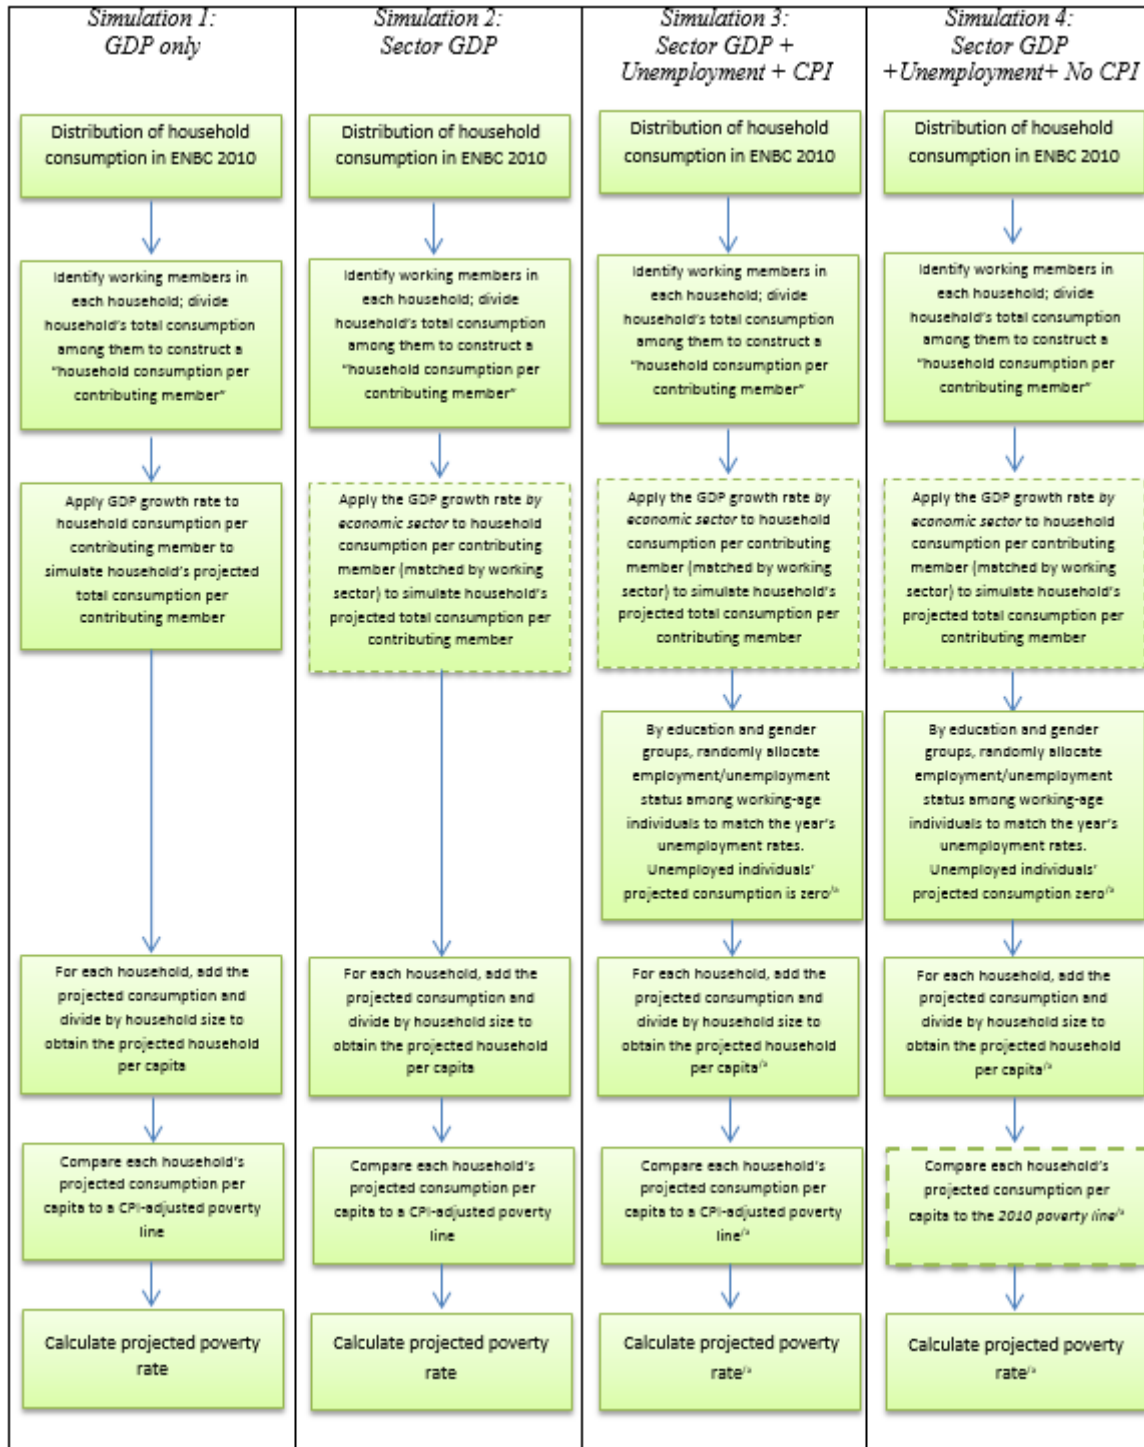 Simulation 1:
GDP only
Distribution of household
consumption in ENBC 2010
Identify working members in
each household; divide
household's total consumption
among them to construct a
"household consumption per
contributing member"
Apply GDP growth rate to
household consumption per
contributing member to
simulate household's projected
total consumption per
contributing member
For each household, add the
projected consumption and
divide by household size to
obtain the projected household
per capita
Compare each household's
projected consumption per
capita to a CPI-adjusted poverty
line
Calculate projected poverty
rate
Simulation 2:
Sector GDP
Distribution of household
consumption in ENBC 2010
Identify working members in
each household; divide
household's total consumption
among them to construct a
"household consumption per
contributing member"
Apply the GDP growth rate by
economic sector to household
consumption per contributing
member (matched by working
sector) to simulate household's
projected total consumption per
contributing member
For each household, add the
projected consumption and
divide by household size to
obtain the projected household
per capita
Compare each household's
projected consumption per
capita to a CPI-adjusted poverty
line
Calculate projected poverty
rate
Simulation 3:
Sector GDP +
Unemployment + CPI
Distribution of household
consumption in ENBC 2010
Identify working members in
each household; divide
household's total consumption
among them to construct a
"household consumption per
contributing member"
Apply the GDP growth rate by
economic sector to household
consumption per contributing
member (matched by working
sector) to simulate household's
projected total consumption per
contributing member
By education and gender
groups, randomly allocate
employment/unemployment
status among working-age
individuals to match the year's
unemployment rates.
Unemployed individuals'
projected consumption is zero/a
For each household, add the
projected consumption and
divide by household size to
obtain the projected household
per capita/a
Compare each household's
projected consumption per
capita to a CPI-adjusted poverty
line/a
Calculate projected poverty
rate/a
Simulation 4:
Sector GDP
+Unemployment+ No CPI
Distribution of household
consumption in ENBC 2010
Identify working members in
each household; divide
household's total consumption
among them to construct a
"household consumption per
contributing member"
Apply the GDP growth rate by
economic sector to household
consumption per contributing
member (matched by working
sector) to simulate household's
projected total consumption per
contributing member
By education and gender
groups, randomly allocate
employment/unemployment
status among working-age
individuals to match the year's
unemployment rates.
Unemployed individuals'
projected consumption zero/a
For each household, add the
projected consumption and
divide by household size to
obtain the projected household
per capita/a
Compare each household's
projected consumption per
capita to the 2010 poverty line/a
Calculate projected poverty
rate/a